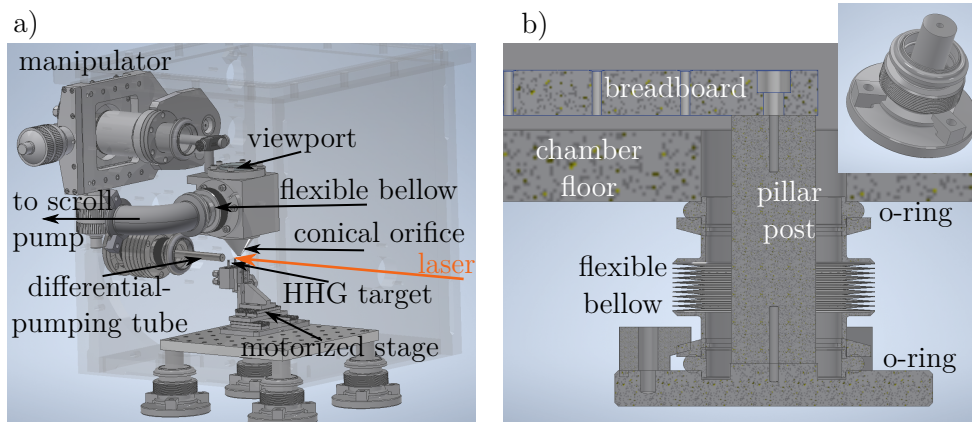 a)
manipulator
viewport
flexible bellow
to scroll
pump
conical orifice
laser
differential-
pumping tube
HHG target
motorized stage
b)
breadboard
chamber
floor
pillar
post
o-ring
flexible
bellow
o-ring